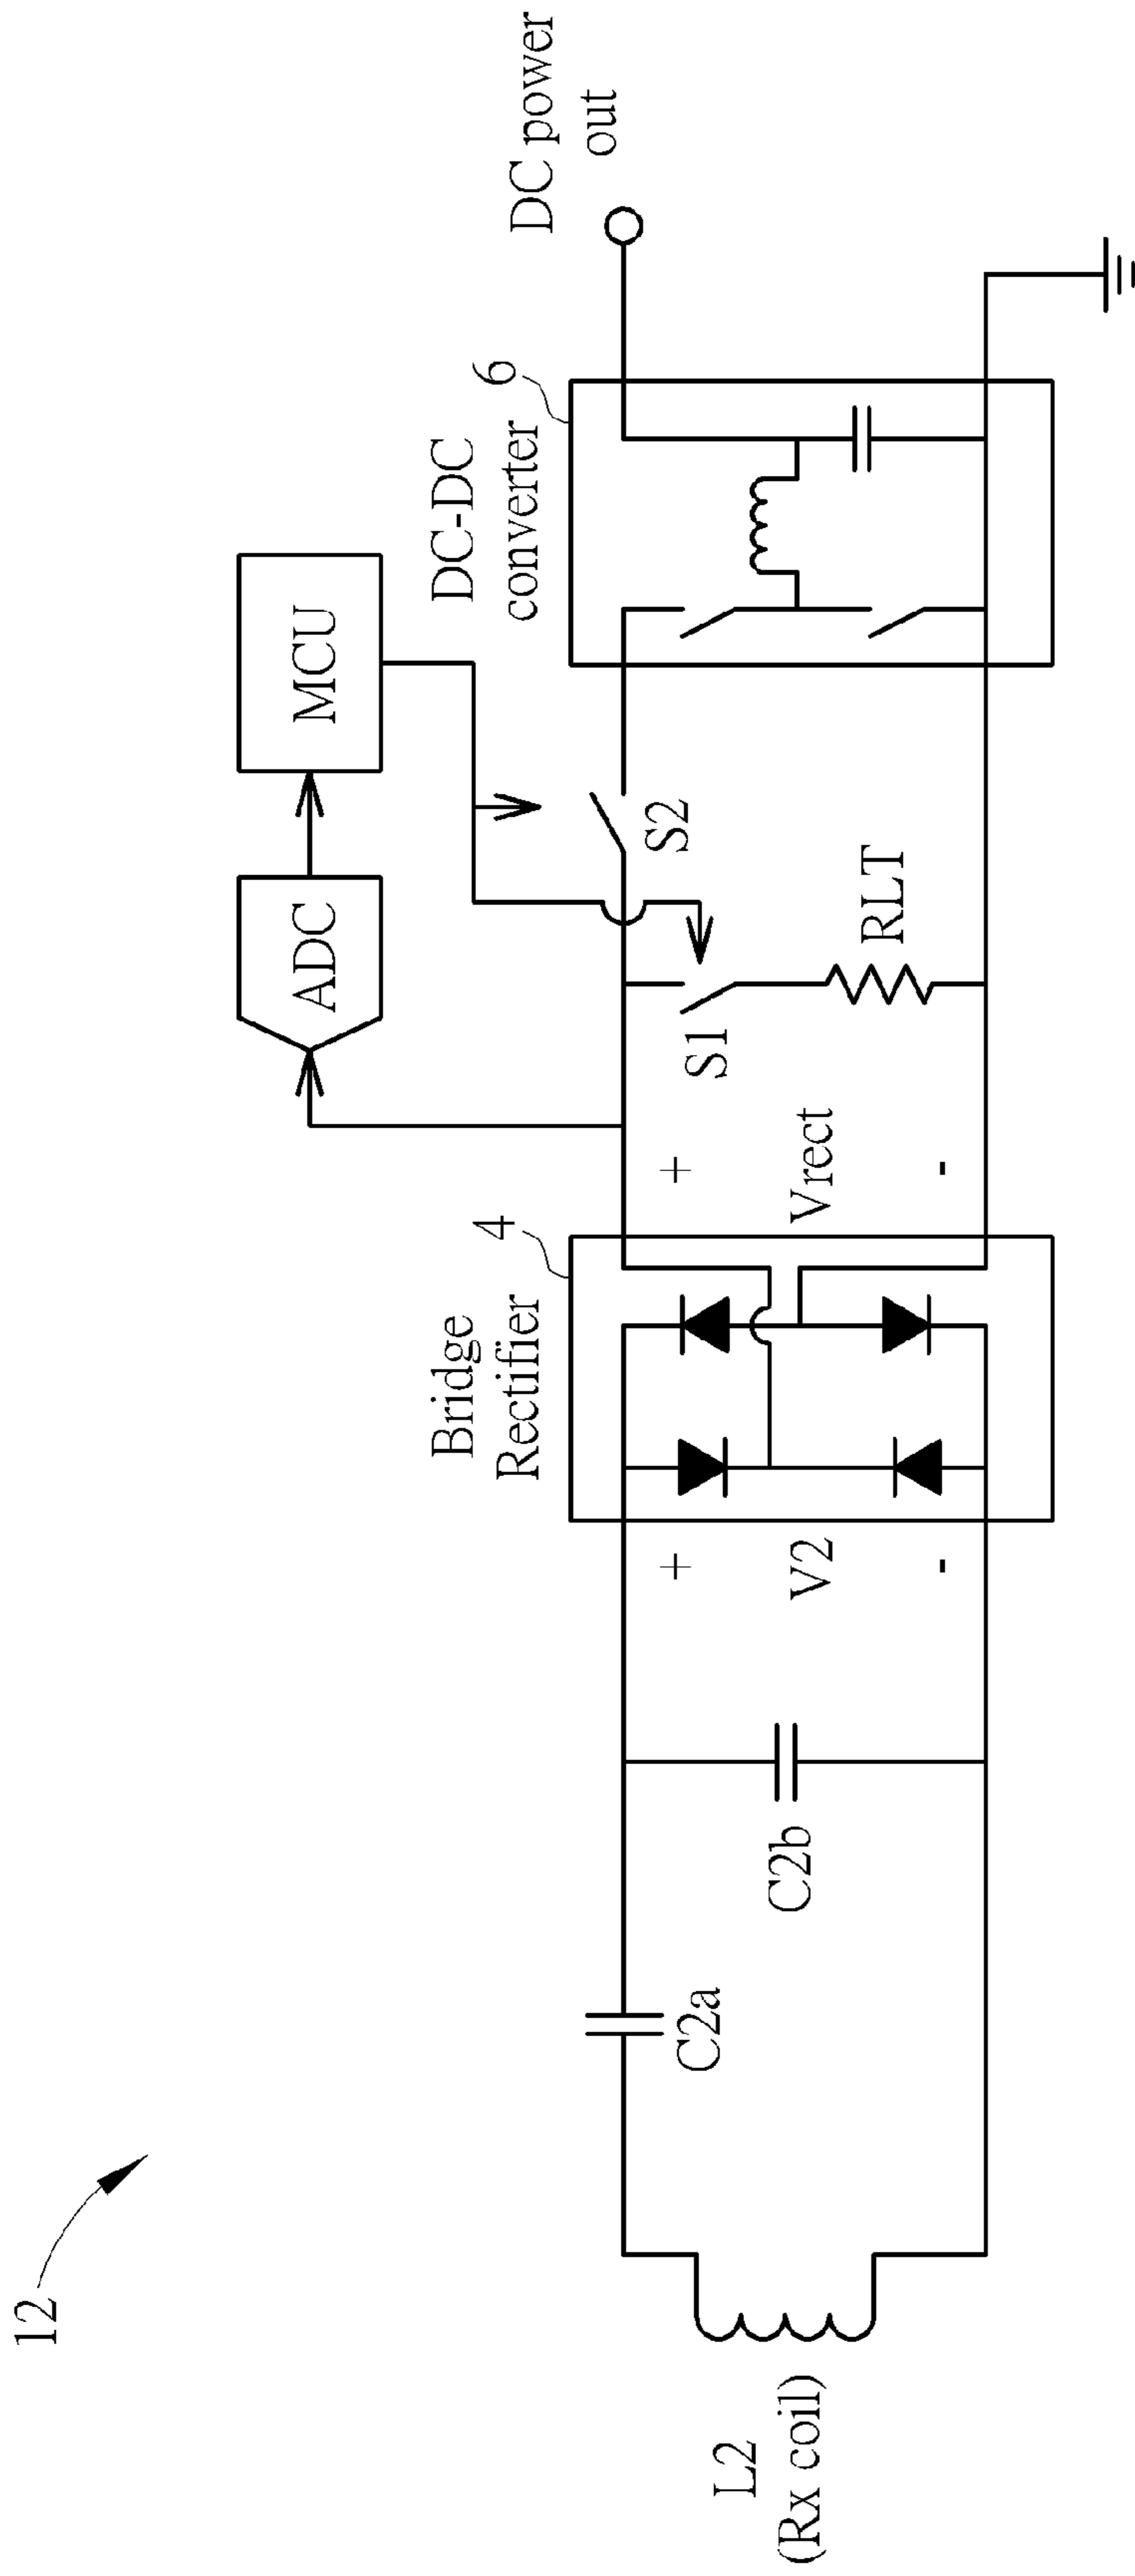 12
MCU
ADC
DC-DC
converter
6
DC power
out
Bridge
Rectifier
4
S2
S1
RLT
+
Vrect
-
+
V2
-
C2a
C2b
L2
(Rx coil)